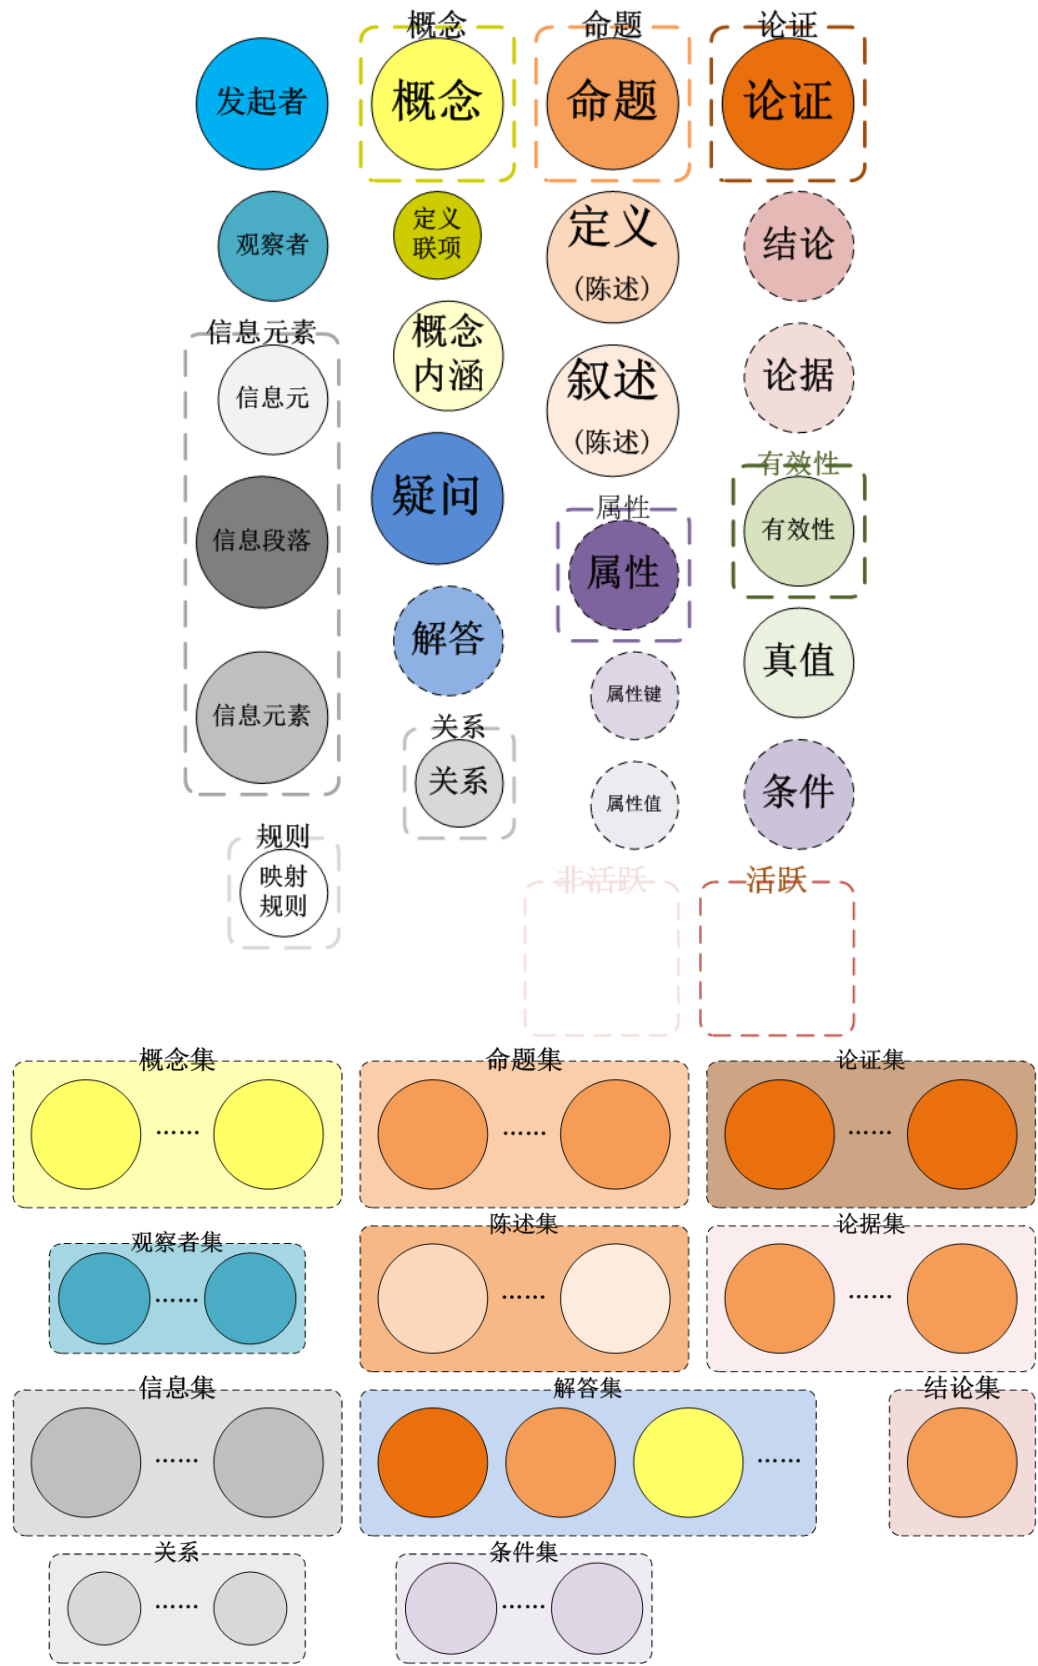 概念
命题
论证
发起者
概念
命题
论证
观察者
定义
联项
定义
(陈述)
结论
信息元素
信息元
概念
内涵
叙述
(陈述)
论据
有效性
有效性
信息段落
疑问
属性
属性
解答
真值
信息元素
属性键
关系
关系
属性值
条件
规则
映射
规则
非活跃
活跃
概念集
命题集
论证集
......
......
......
观察者集
陈述集
论据集
......
......
......
信息集
解答集
结论集
......
......
关系
条件集
......
......